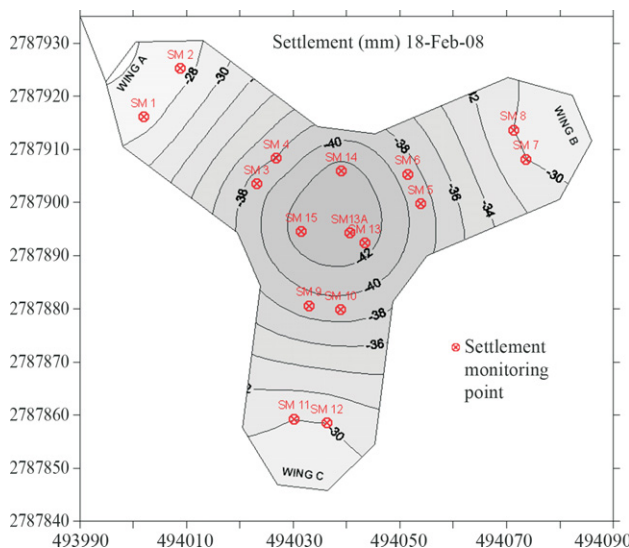 Settlement (mm) 18-Feb-08
2787930
2787920
2787910
2787900
2787890
2787880
2787870
2787860
2787850
2787840
493990
494010
494030
494050
494070
494090
WING A
SM 2
SM 1
-28
-30
SM 4
SM 3
-38
-40
SM 14
-38
SM 6
SM 5
-36
-34
SM 8
SM 7
WING B
-30
SM 15
SM13A
SM 13
-42
-40
SM 9
SM 10
-38
-36
SM 11
SM 12
-30
WING C
Settlement
monitoring
point